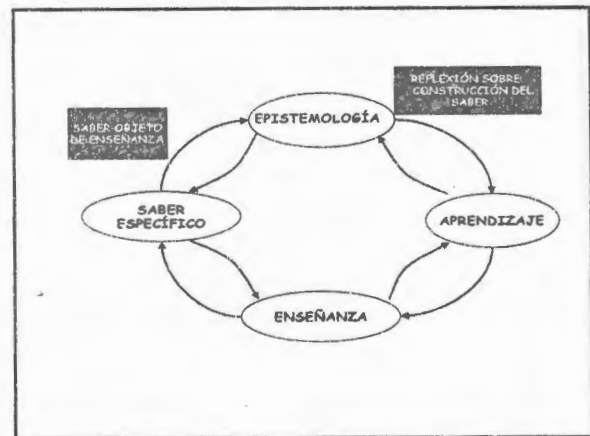 REFLEXIÓN SOBRE
CONSTRUCCIÓN DEL
SABER
EPISTEMOLOGÍA
SABER OBJETO
DE ENSEÑANZA
SABER
ESPECÍFICO
APRENDIZAJE
ENSEÑANZA